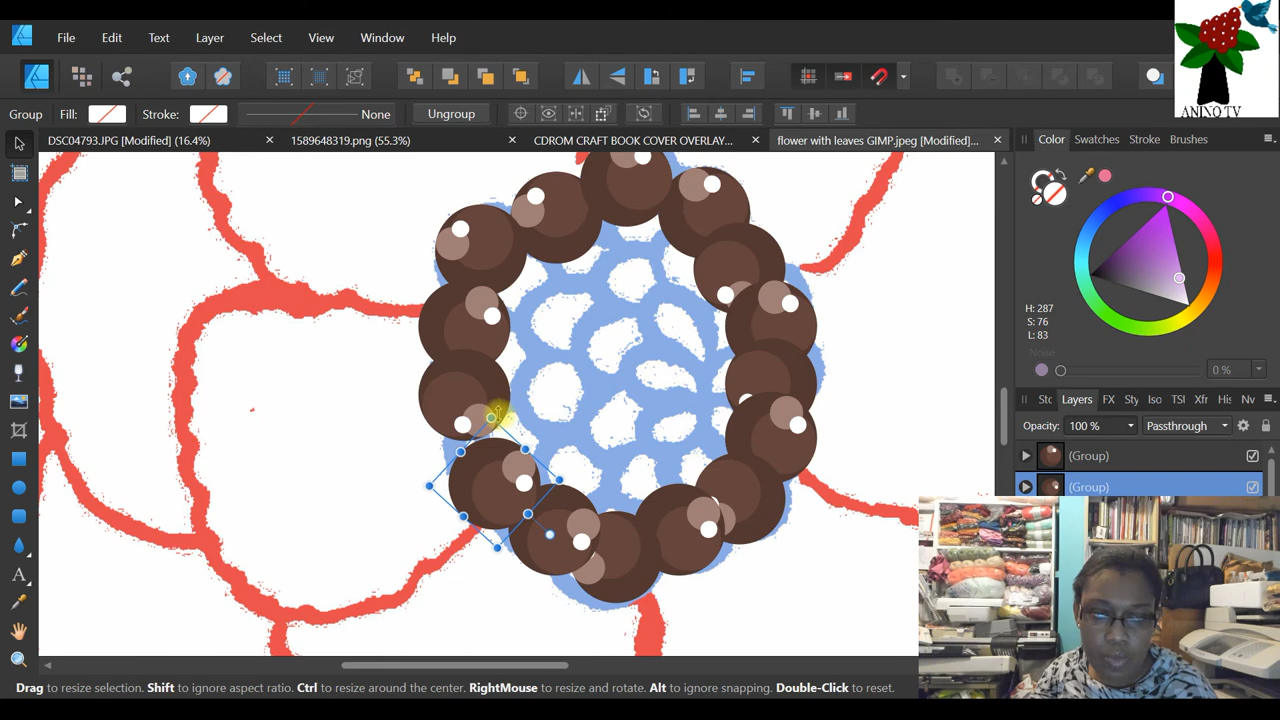 File Edit Text Layer Select View Window Help
ANINO TV
Group Fill: Stroke: None Ungroup
DSC04793.JPG [Modified] (16.4%) 1589648319.png (55.3%) CDROM CRAFT BOOK COVER OVERLAY... flower with leaves GIMP.jpeg [Modified]...
Color Swatches Stroke Brushes
H: 287
S: 76
L: 83
None
0 %
Stc Layers FX Sty Iso TS Xfr His Nv
Opacity: 100 % Passthrough
(Group)
(Group)
Drag to resize selection. Shift to ignore aspect ratio. Ctrl to resize around the center. RightMouse to resize and rotate. Alt to ignore snapping. Double-Click to reset.